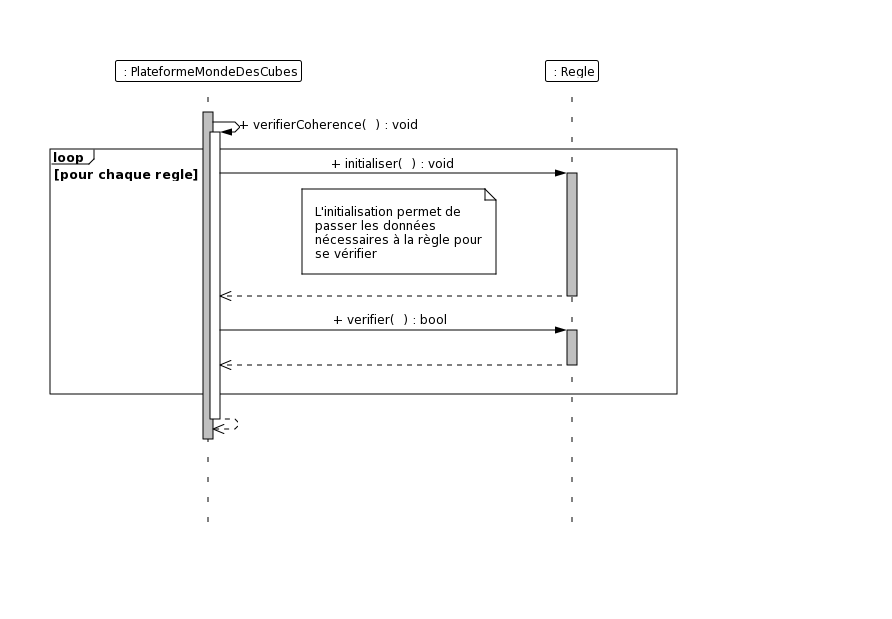 : PlateformeMondeDesCubes
: Regle
+ verifierCoherence(  ) : void
loop
[pour chaque regle]
+ initialiser(  ) : void
L'initialisation permet de
passer les données
nécessaires à la règle pour
se vérifier
+ verifier(  ) : bool